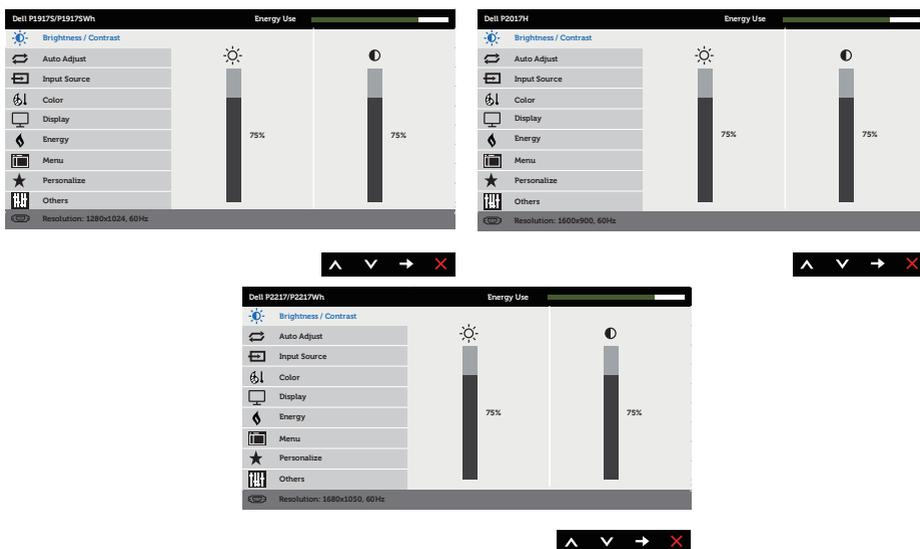 Dell P1917S/P1917SWh Energy Use
Brightness / Contrast
Auto Adjust
Input Source
Color
Display
Energy
75% 75%
Menu
Personalize
Others
Resolution: 1280x1024, 60Hz
Dell P2017H Energy Use
Brightness / Contrast
Auto Adjust
Input Source
Color
Display
Energy
75% 75%
Menu
Personalize
Others
Resolution: 1600x900, 60Hz
Dell P2217/P2217Wh Energy Use
Brightness / Contrast
Auto Adjust
Input Source
Color
Display
Energy
75% 75%
Menu
Personalize
Others
Resolution: 1680x1050, 60Hz